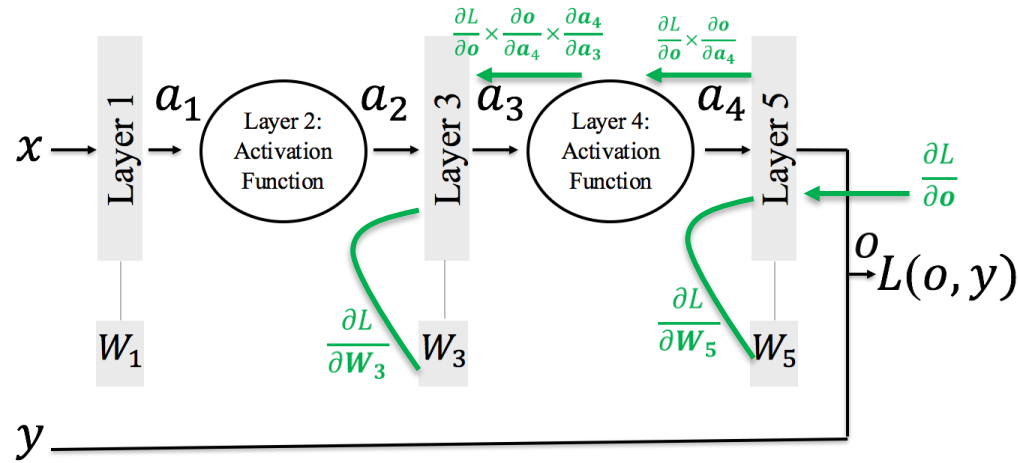 ∂L/∂o × ∂o/∂a₄ × ∂a₄/∂a₃
∂L/∂o × ∂o/∂a₄
x
Layer 1
a₁
Layer 2:
Activation
Function
a₂
Layer 3
a₃
Layer 4:
Activation
Function
a₄
Layer 5
∂L/∂o
o
L(o, y)
W₁
∂L/∂W₃
W₃
∂L/∂W₅
W₅
y